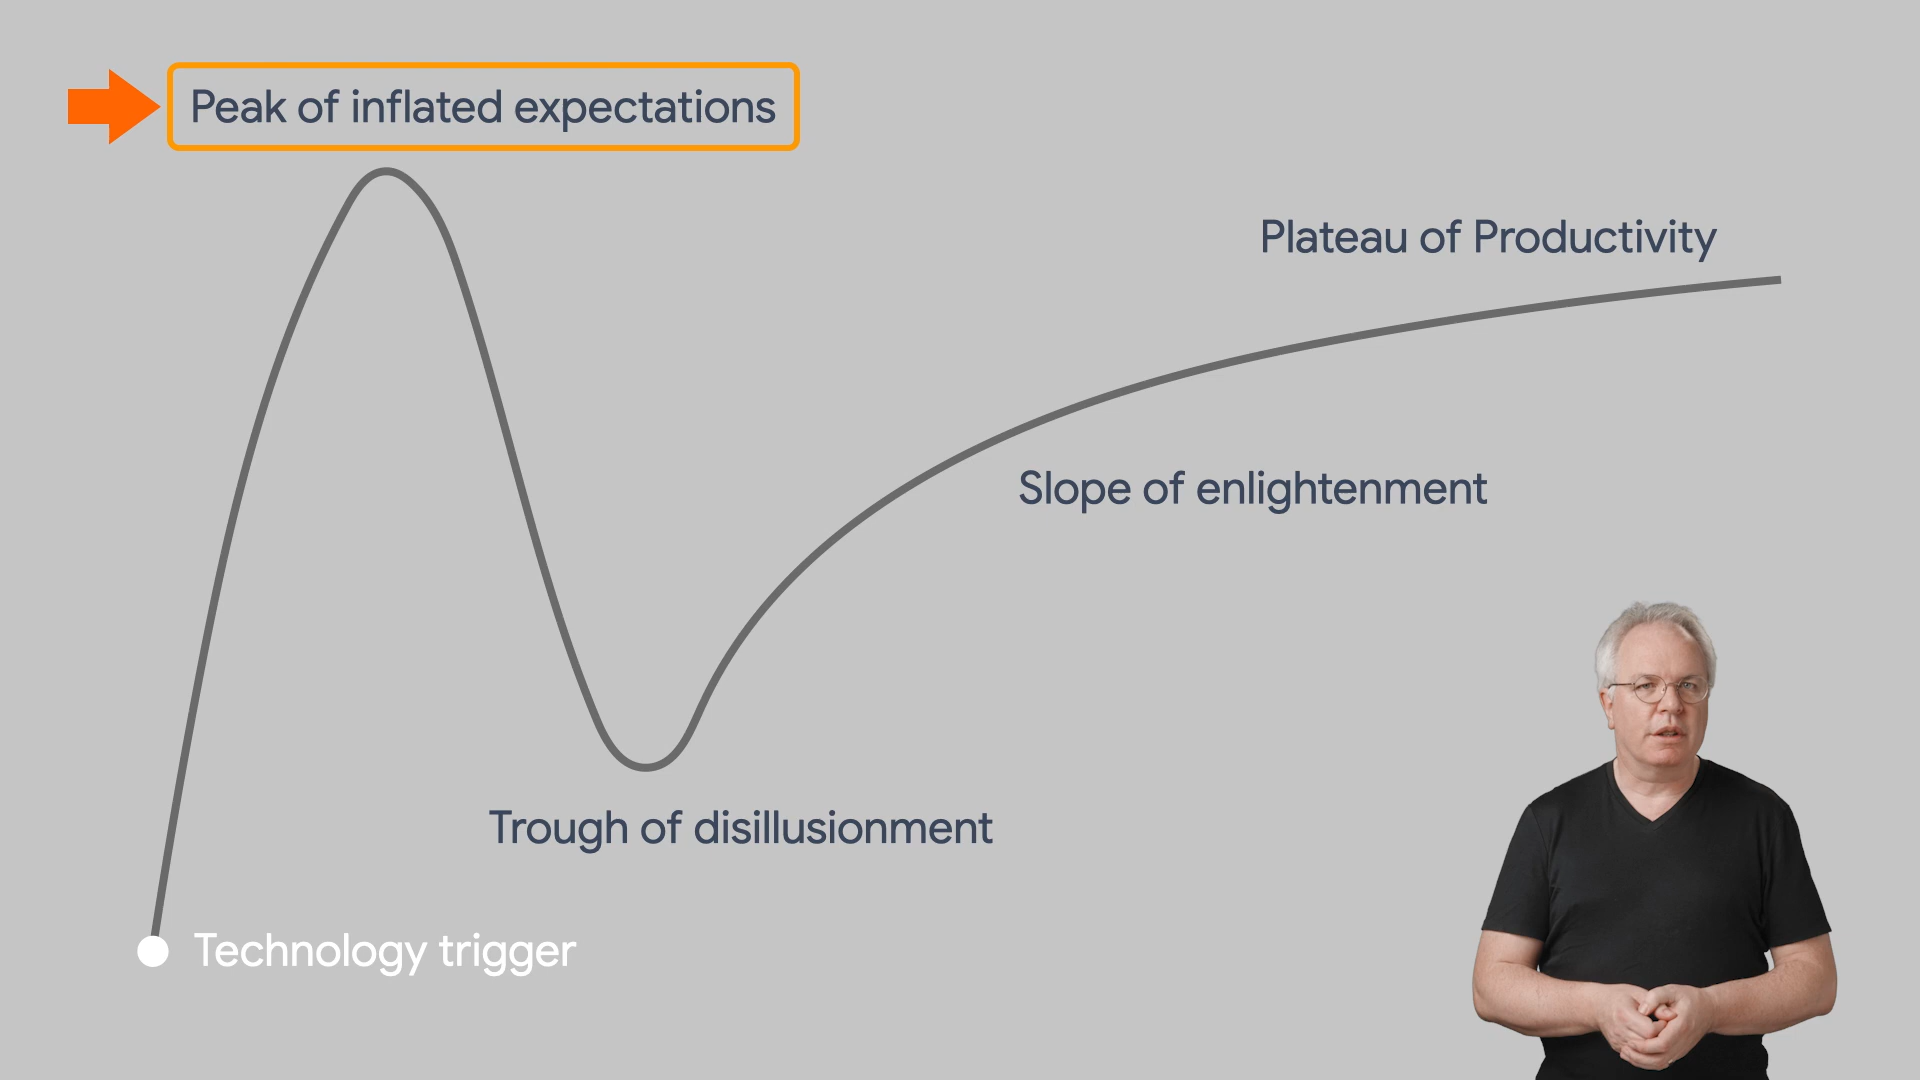 Peak of inflated expectations
Plateau of Productivity
Slope of enlightenment
Trough of disillusionment
Technology trigger